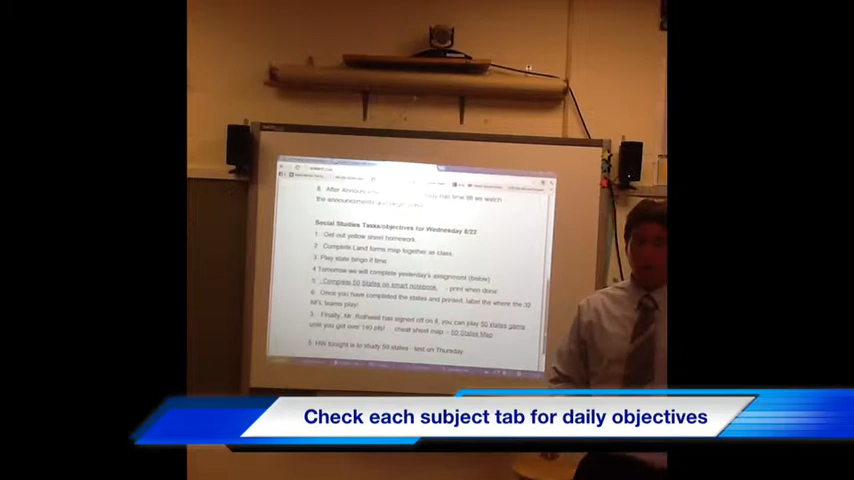 6 After Announ
has time till we watch
the announcements
Social Studies Tasks/objectives for Wednesday 8/22
1. Get out yellow sheet homework
2 Complete Land forms map together as class.
3. Play state bingo if time
4 Tomorrow we will complete yesterday's assignment (below)
5. Complete 50 States on smart notebook. - print when done
6. Once you have completed the states and printed, label the where the 32
NFL teams play!
3. Finally, Mr. Rothwell has signed off on it, you can play 50 states game
until you get over 140 pts! cheat sheet map - 50 States Map
5. HW tonight is to study 50 states - test on Thursday
Check each subject tab for daily objectives